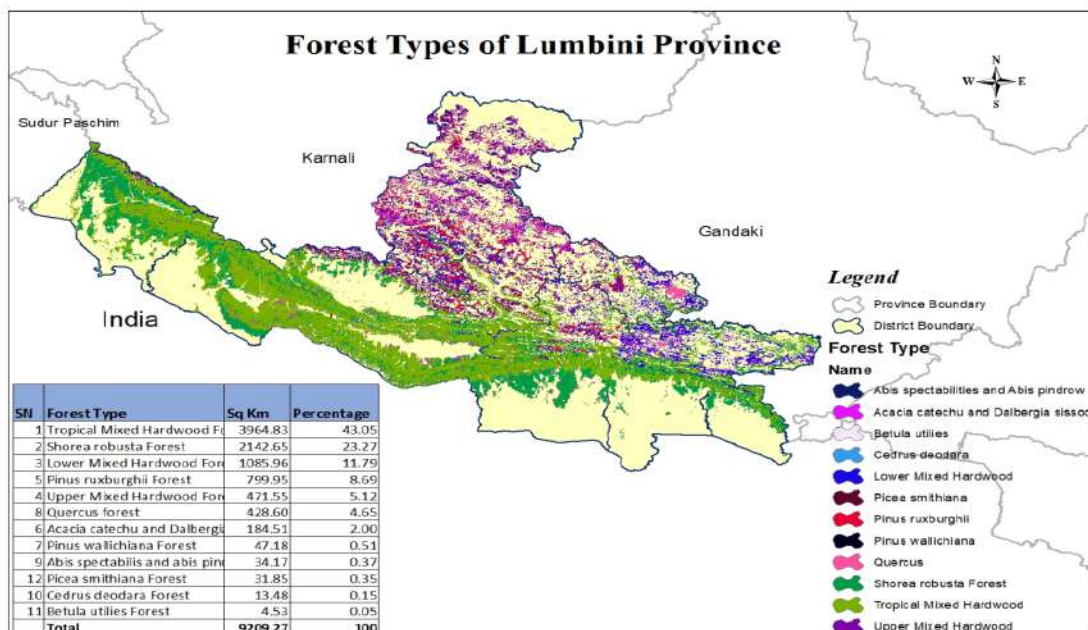 Forest Types of Lumbini Province
N
W E
S
Sudur Paschim
Karnali
Gandaki
India
Legend
Province Boundary
District Boundary
Forest Type
Name
Abis spectabilities and Abis pindrow
Acacia catechu and Dalbergia sissoo
Betula utilies
Cedrus deodara
Lower Mixed Hardwood
Picea smithiana
Pinus ruxburghii
Pinus wallichiana
Quercus
Shorea robusta Forest
Tropical Mixed Hardwood
Upper Mixed Hardwood
SN Forest Type Sq Km Percentage
1 Tropical Mixed Hardwood Fo 3964.83 43.05
2 Shorea robusta Forest 2142.65 23.27
3 Lower Mixed Hardwood Fore 1085.96 11.79
5 Pinus ruxburghii Forest 799.95 8.69
4 Upper Mixed Hardwood Fore 471.55 5.12
8 Quercus forest 428.60 4.65
6 Acacia catechu and Dalbergia 184.51 2.00
7 Pinus wallichiana Forest 47.18 0.51
9 Abis spectabilis and abis pind 34.17 0.37
12 Picea smithiana Forest 31.85 0.35
10 Cedrus deodara Forest 13.48 0.15
11 Betula utilies Forest 4.53 0.05
Total 9209.27 100